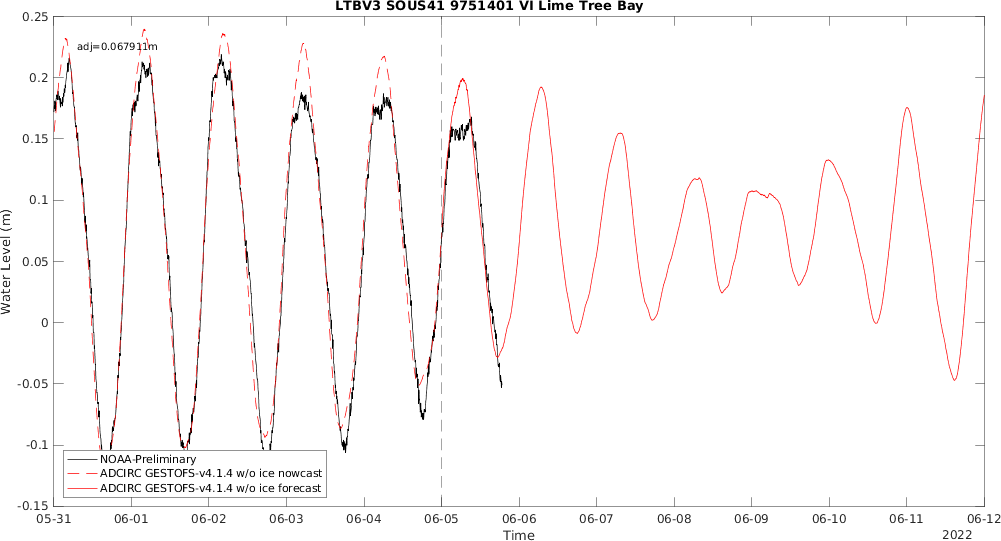 LTBV3 SOUS41 9751401 VI Lime Tree Bay
adj=0.067911m
Water Level (m)
0.25
0.2
0.15
0.1
0.05
0
-0.05
-0.1
-0.15
NOAA-Preliminary
ADCIRC GESTOFS-v4.1.4 w/o ice nowcast
ADCIRC GESTOFS-v4.1.4 w/o ice forecast
05-31 06-01 06-02 06-03 06-04 06-05 06-06 06-07 06-08 06-09 06-10 06-11 06-12
Time
2022